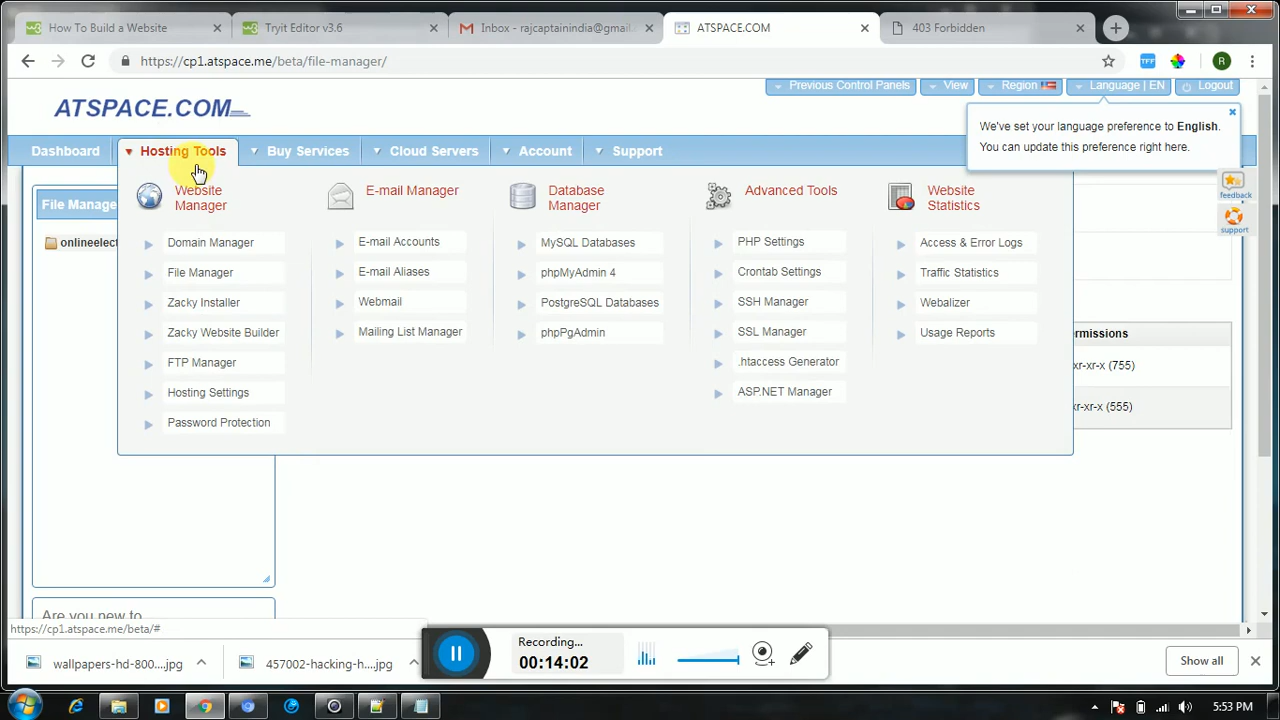 How To Build a Website
Tryit Editor v3.6
Inbox - rajcaptainindia@gmail.
ATSPACE.COM
403 Forbidden
https://cp1.atspace.me/beta/file-manager/
TFF
R
ATSPACE.COM
Previous Control Panels
View
Region
Language | EN
Logout
We've set your language preference to English.
You can update this preference right here.
Dashboard
Hosting Tools
Buy Services
Cloud Servers
Account
Support
feedback
support
File Manage
onlineelect
Website
Manager
Domain Manager
File Manager
Zacky Installer
Zacky Website Builder
FTP Manager
Hosting Settings
Password Protection
E-mail Manager
E-mail Accounts
E-mail Aliases
Webmail
Mailing List Manager
Database
Manager
MySQL Databases
phpMyAdmin 4
PostgreSQL Databases
phpPgAdmin
Advanced Tools
PHP Settings
Crontab Settings
SSH Manager
SSL Manager
.htaccess Generator
ASP.NET Manager
Website
Statistics
Access & Error Logs
Traffic Statistics
Webalizer
Usage Reports
rmissions
xr-xr-x (755)
xr-xr-x (555)
Are you new to
https://cp1.atspace.me/beta/#
Recording...
00:14:02
wallpapers-hd-800....jpg
457002-hacking-h....jpg
Show all
5:53 PM